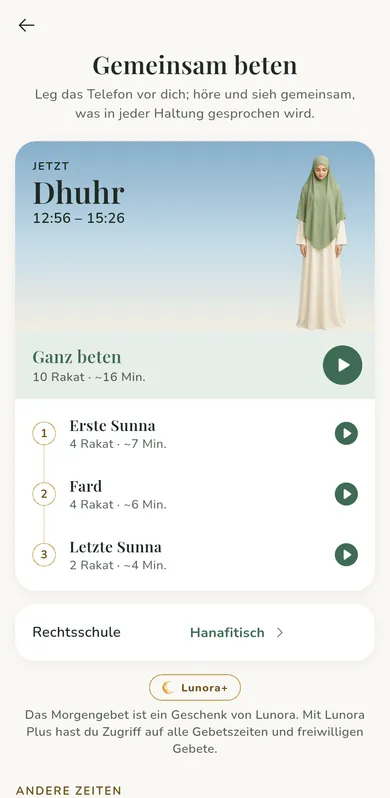 Gemeinsam beten
Leg das Telefon vor dich; höre und sieh gemeinsam,
was in jeder Haltung gesprochen wird.
JETZT
Dhuhr
12:56 – 15:26
Ganz beten
10 Rakat · ~16 Min.
1
Erste Sunna
4 Rakat · ~7 Min.
2
Fard
4 Rakat · ~6 Min.
3
Letzte Sunna
2 Rakat · ~4 Min.
Rechtsschule Hanafitisch
Lunora+
Das Morgengebet ist ein Geschenk von Lunora. Mit Lunora
Plus hast du Zugriff auf alle Gebetszeiten und freiwilligen
Gebete.
ANDERE ZEITEN